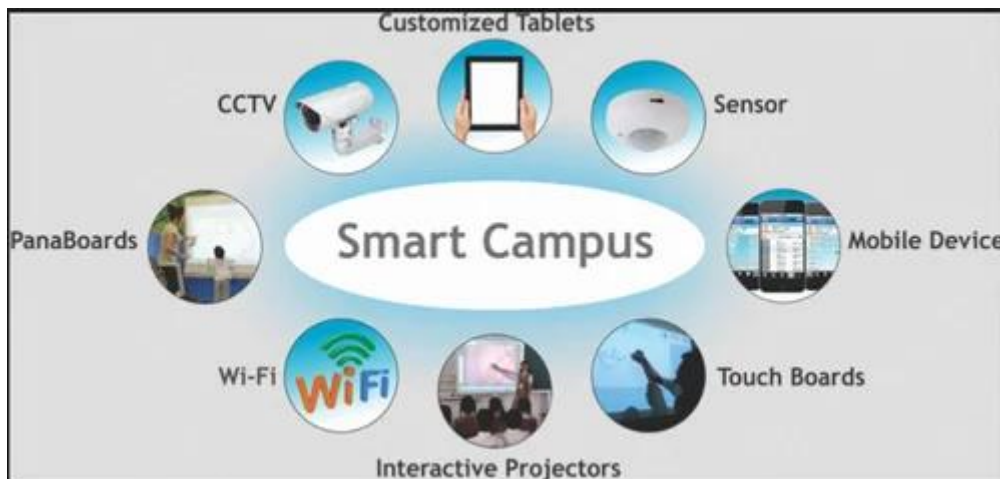 Customized Tablets
CCTV
Sensor
PanaBoards
Smart Campus
Mobile Device
Wi-Fi
WiFi
Touch Boards
Interactive Projectors